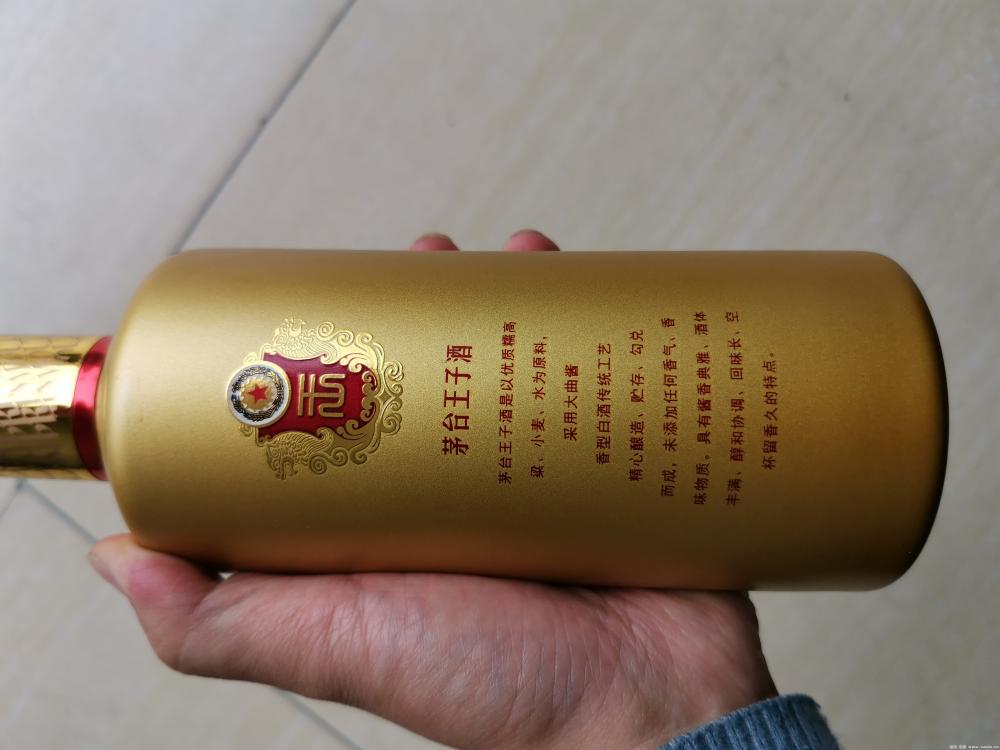 茅台王子酒
茅台王子酒是以优质糯高
粱、小麦、水为原料，
采用大曲酱
香型白酒传统工艺
精心酿造、贮存、勾兑
而成，未添加任何香气、香
味物质。具有酱香典雅、酒体
丰满、醇和协调、回味长、空
杯留香久的特点。